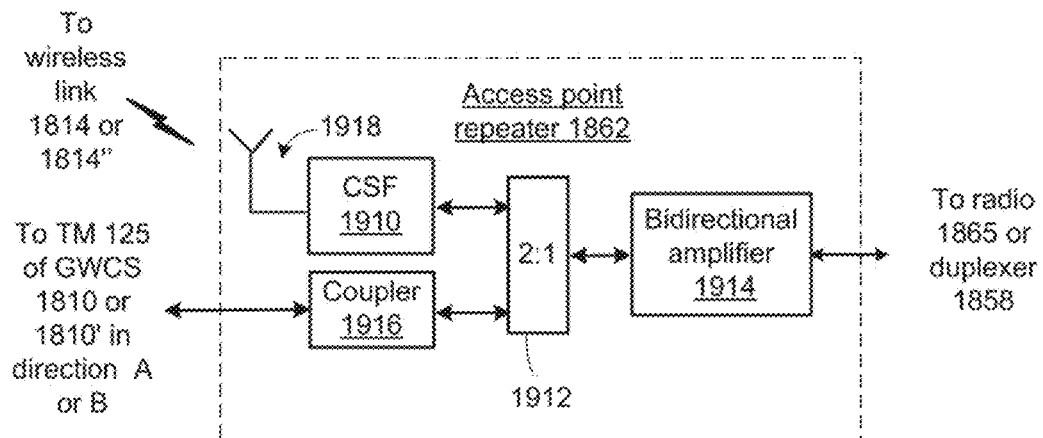 To
wireless
link
1814 or
1814"
Access point
repeater 1862
1918
CSF
1910
To TM 125
of GWCS
1810 or
1810' in
direction A
or B
Coupler
1916
2:1
1912
Bidirectional
amplifier
1914
To radio
1865 or
duplexer
1858